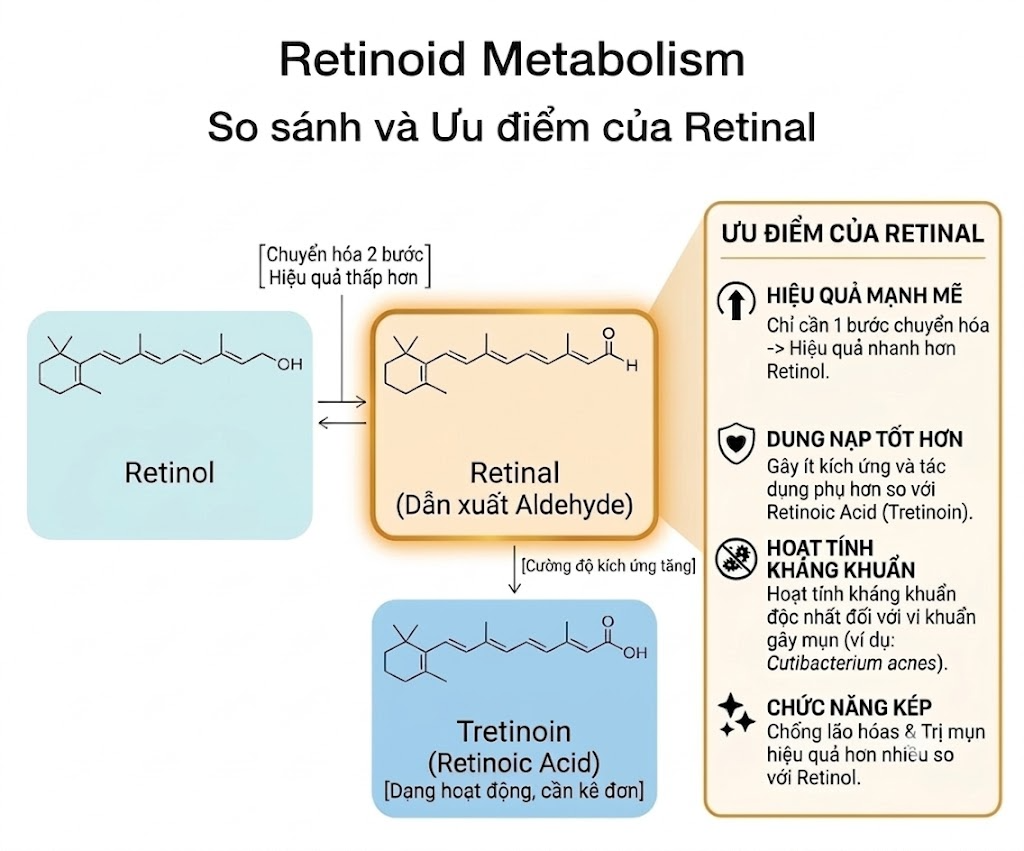 Retinoid Metabolism
So sánh và Ưu điểm của Retinal
[Chuyển hóa 2 bước
Hiệu quả thấp hơn]
OH
Retinol
O
H
Retinal
(Dẫn xuất Aldehyde)
[Cường độ kích ứng tăng]
O
OH
Tretinoin
(Retinoic Acid)
[Dạng hoạt động, cần kê đơn]
ƯU ĐIỂM CỦA RETINAL
HIỆU QUẢ MẠNH MẼ
Chỉ cần 1 bước chuyển hóa
-> Hiệu quả nhanh hơn
Retinol.
DUNG NẠP TỐT HƠN
Gây ít kích ứng và tác
dụng phụ hơn so với
Retinoic Acid (Tretinoin).
HOẠT TÍNH
KHÁNG KHUẨN
Hoạt tính kháng khuẩn
độc nhất đối với vi khuẩn
gây mụn (ví dụ:
Cutibacterium acnes).
CHỨC NĂNG KÉP
Chống lão hóas & Trị mụn
hiệu quả hơn nhiều so
với Retinol.